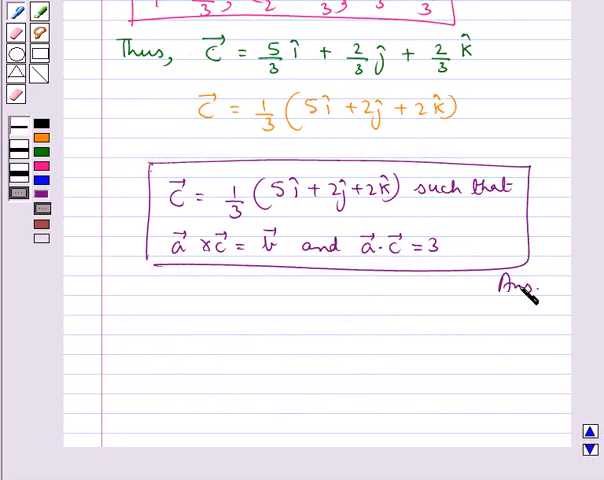 Thus, c⃗ = 5/3 î + 2/3 ĵ + 2/3 k̂
c⃗ = 1/3 (5î + 2ĵ + 2k̂)
c⃗ = 1/3 (5î + 2ĵ + 2k̂) such that
a⃗ × c⃗ = b⃗ and a⃗ · c⃗ = 3
Ans.